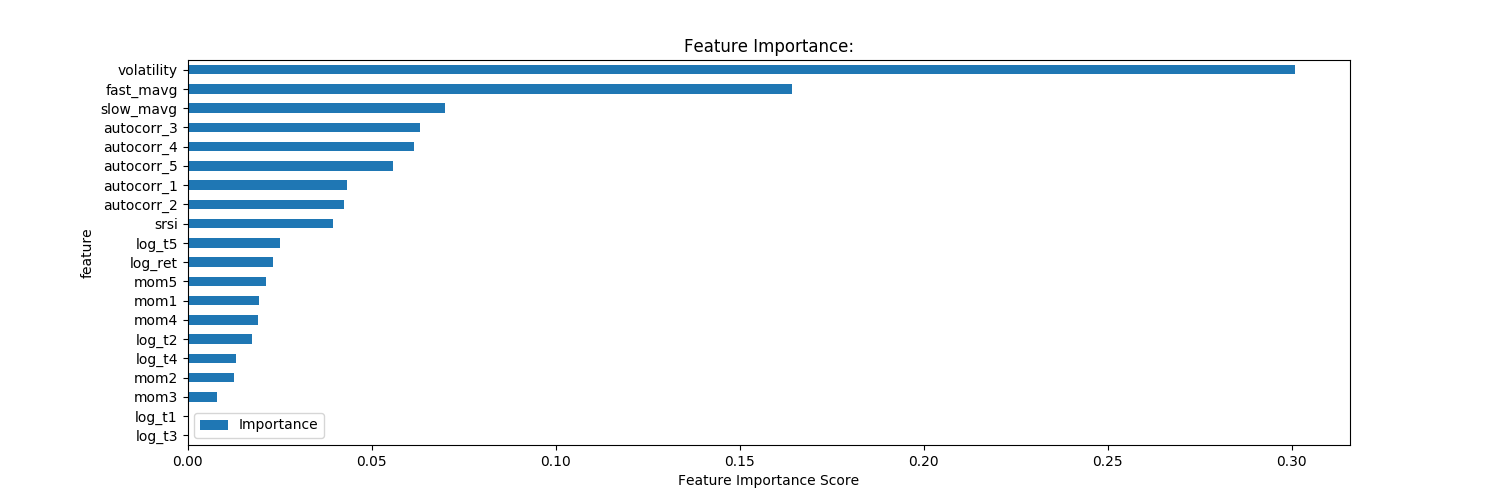 Feature Importance:
volatility
fast_mavg
slow_mavg
autocorr_3
autocorr_4
autocorr_5
autocorr_1
autocorr_2
srsi
feature
log_t5
log_ret
mom5
mom1
mom4
log_t2
log_t4
mom2
mom3
log_t1
Importance
log_t3
0.00 0.05 0.10 0.15 0.20 0.25 0.30
Feature Importance Score